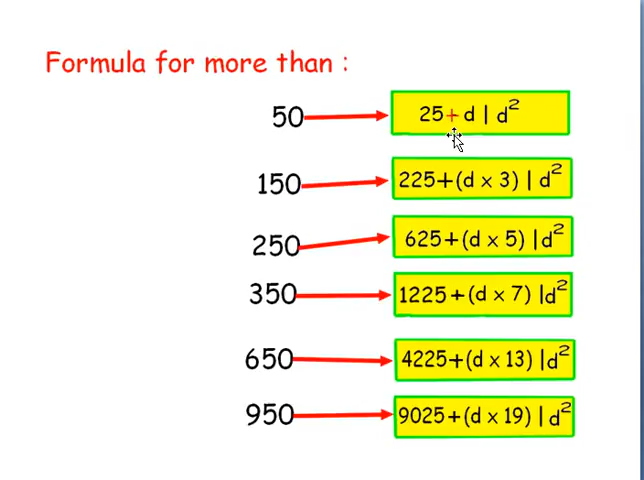 Formula for more than :
50 25+ d | d²
150 225+(d x 3) | d²
250 625+(d x 5) |d²
350 1225+(d x 7) |d²
650 4225+(d x 13) |d²
950 9025+(d x 19) | d²